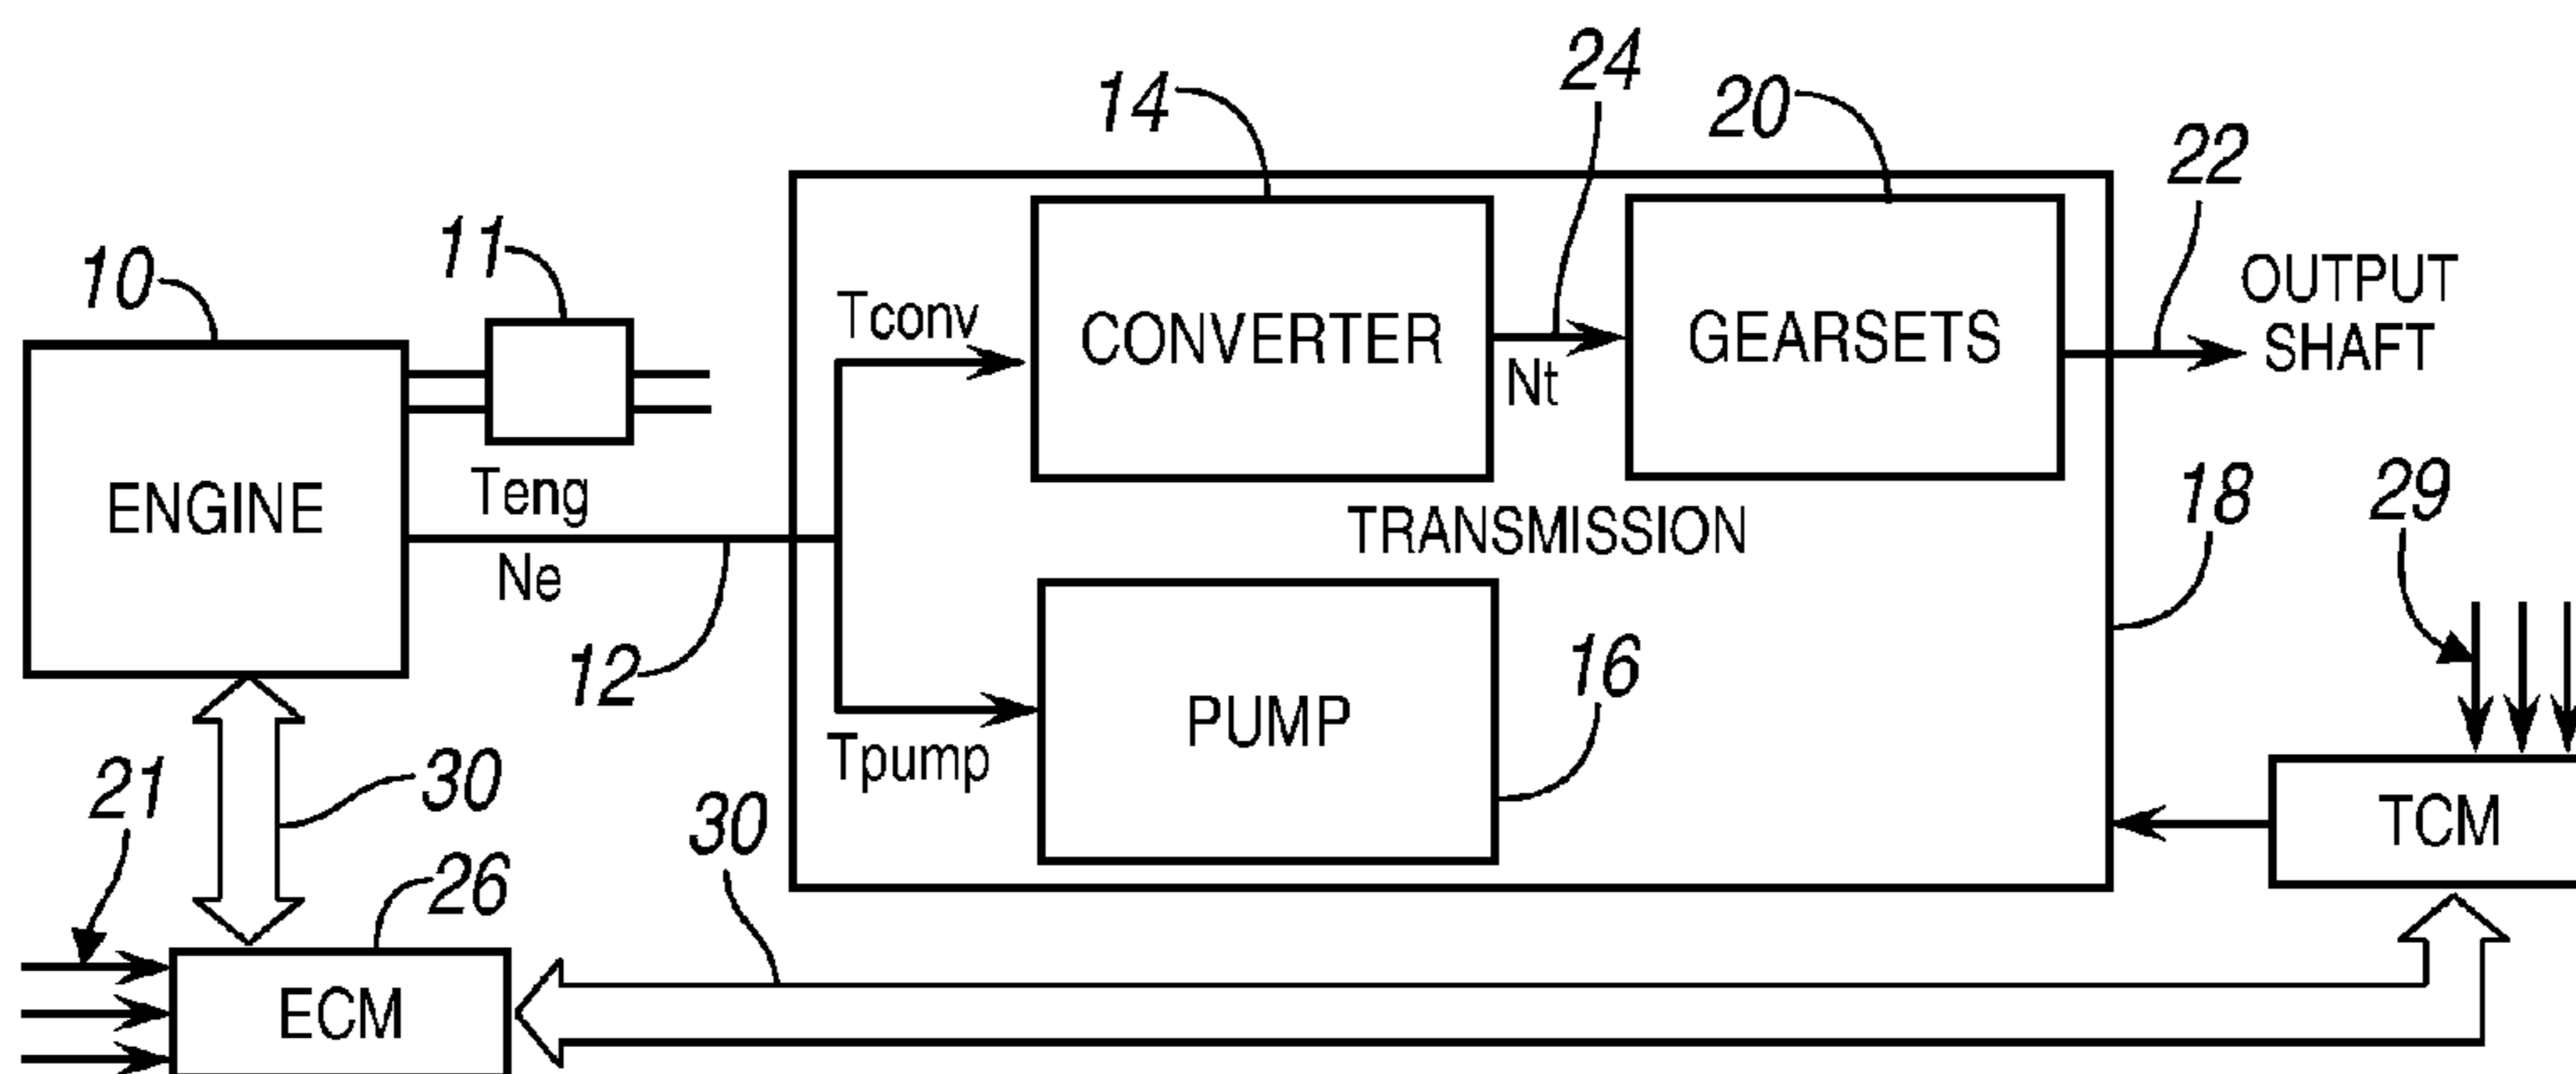 24
14
20
22
11
10
OUTPUT
SHAFT
Tconv
CONVERTER
GEARSETS
Nt
Teng
ENGINE
TRANSMISSION
18
29
Ne
12
16
PUMP
Tpump
21
30
30
TCM
26
ECM